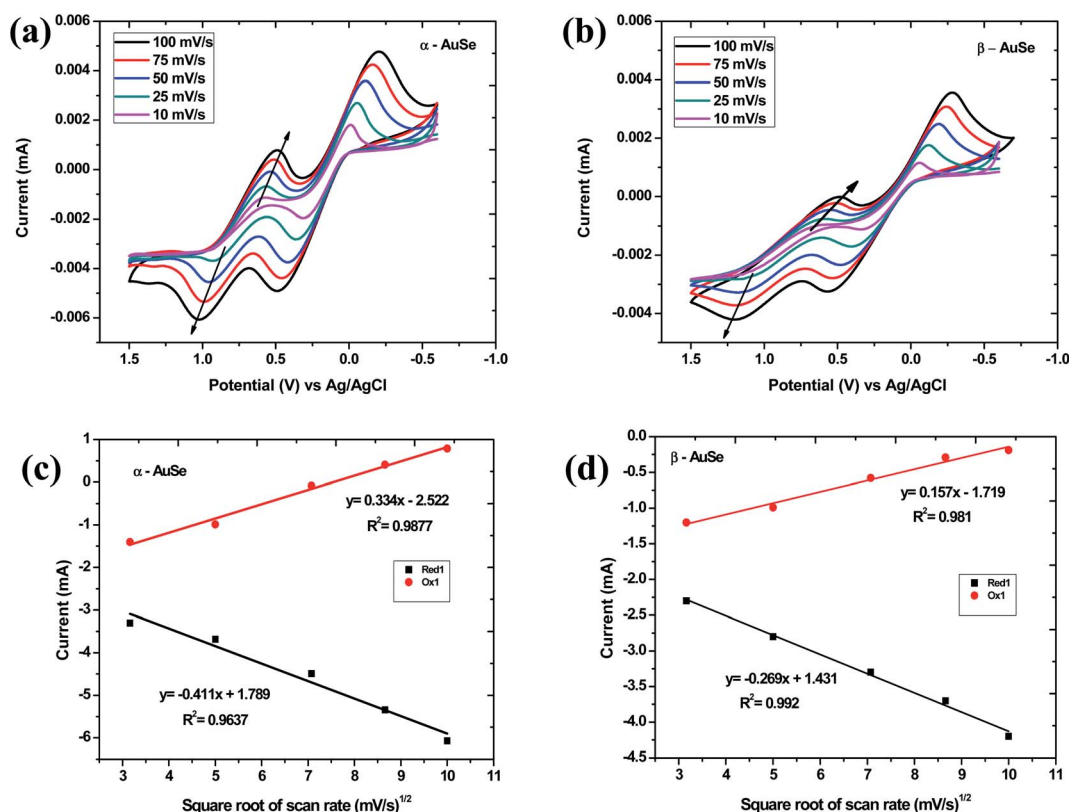 (a)
α - AuSe
100 mV/s
75 mV/s
50 mV/s
25 mV/s
10 mV/s
0.006
0.004
0.002
0.000
-0.002
-0.004
-0.006
Current (mA)
1.5 1.0 0.5 0.0 -0.5 -1.0
Potential (V) vs Ag/AgCl
(b)
β – AuSe
100 mV/s
75 mV/s
50 mV/s
25 mV/s
10 mV/s
0.006
0.004
0.002
0.000
-0.002
-0.004
Current (mA)
1.5 1.0 0.5 0.0 -0.5 -1.0
Potential (V) vs Ag/AgCl
(c)
α - AuSe
y= 0.334x - 2.522
R²= 0.9877
Red1
Ox1
y= -0.411x + 1.789
R²= 0.9637
1
0
-1
-2
-3
-4
-5
-6
Current (mA)
3 4 5 6 7 8 9 10 11
Square root of scan rate (mV/s)^1/2
(d)
β - AuSe
y= 0.157x - 1.719
R²= 0.981
Red1
Ox1
y= -0.269x + 1.431
R²= 0.992
0.0
-0.5
-1.0
-1.5
-2.0
-2.5
-3.0
-3.5
-4.0
-4.5
Current (mA)
3 4 5 6 7 8 9 10 11
Square root of scan rate (mV/s)^1/2